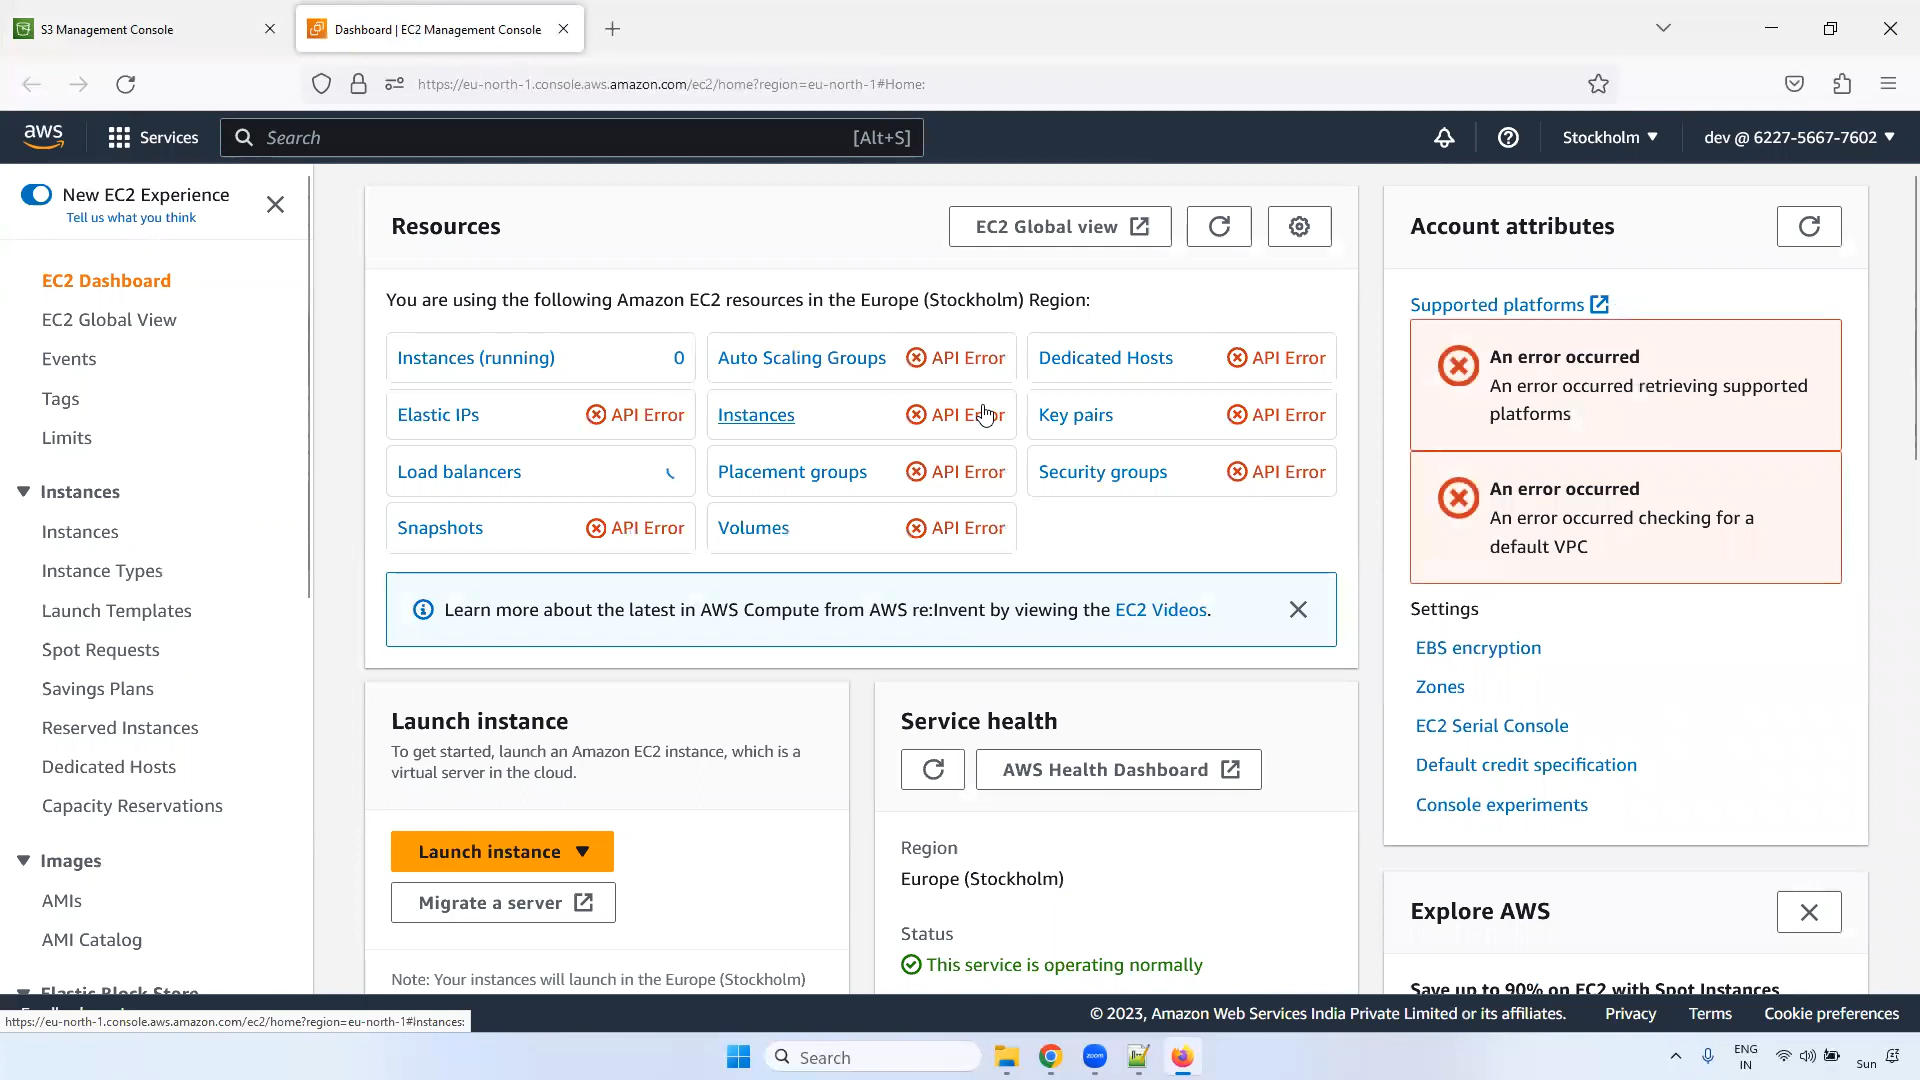 S3 Management Console
Dashboard | EC2 Management Console
https://eu-north-1.console.aws.amazon.com/ec2/home?region=eu-north-1#Home:
aws
Services
Search
[Alt+S]
Stockholm
dev @ 6227-5667-7602
New EC2 Experience
Tell us what you think
EC2 Dashboard
EC2 Global View
Events
Tags
Limits
Instances
Instances
Instance Types
Launch Templates
Spot Requests
Savings Plans
Reserved Instances
Dedicated Hosts
Capacity Reservations
Images
AMIs
AMI Catalog
Elastic Block Store
Resources
EC2 Global view
You are using the following Amazon EC2 resources in the Europe (Stockholm) Region:
Instances (running) 0
Auto Scaling Groups API Error
Dedicated Hosts API Error
Elastic IPs API Error
Instances API Error
Key pairs API Error
Load balancers
Placement groups API Error
Security groups API Error
Snapshots API Error
Volumes API Error
Learn more about the latest in AWS Compute from AWS re:Invent by viewing the EC2 Videos.
Launch instance
To get started, launch an Amazon EC2 instance, which is a
virtual server in the cloud.
Launch instance
Migrate a server
Note: Your instances will launch in the Europe (Stockholm)
Service health
AWS Health Dashboard
Region
Europe (Stockholm)
Status
This service is operating normally
Account attributes
Supported platforms
An error occurred
An error occurred retrieving supported
platforms
An error occurred
An error occurred checking for a
default VPC
Settings
EBS encryption
Zones
EC2 Serial Console
Default credit specification
Console experiments
Explore AWS
Save up to 90% on EC2 with Spot Instances
https://eu-north-1.console.aws.amazon.com/ec2/home?region=eu-north-1#Instances:
© 2023, Amazon Web Services India Private Limited or its affiliates.
Privacy
Terms
Cookie preferences
Search
zoom
ENG
IN
Sun